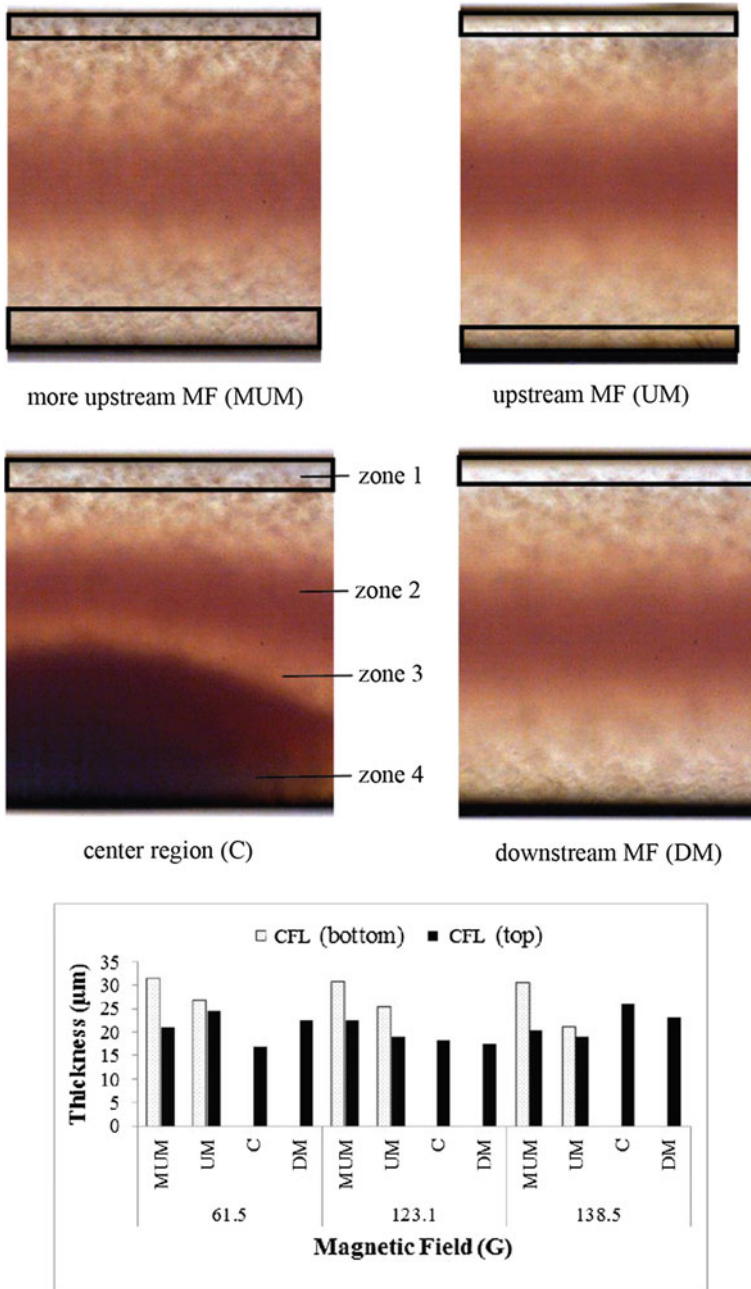 more upstream MF (MUM)
upstream MF (UM)
zone 1
zone 2
zone 3
zone 4
center region (C)
downstream MF (DM)
CFL (bottom) CFL (top)
Thickness (µm)
35
30
25
20
15
10
5
0
MUM UM C DM MUM UM C DM MUM UM C DM
61.5 123.1 138.5
Magnetic Field (G)